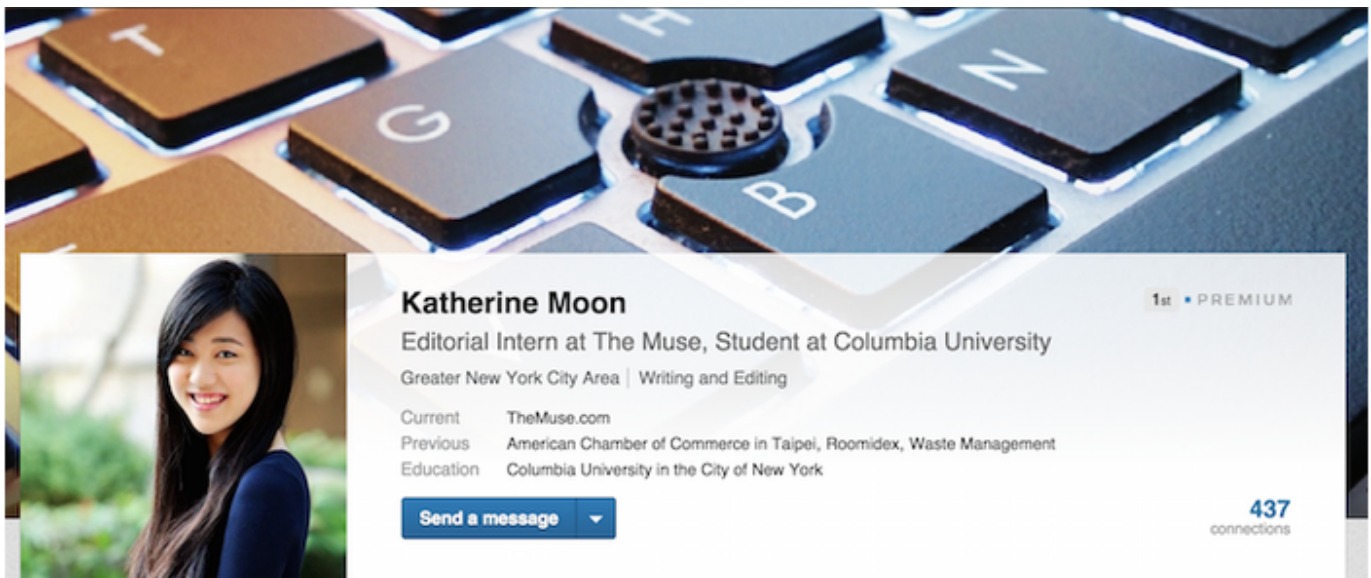 T
H
N
G
B
Katherine Moon
1st • PREMIUM
Editorial Intern at The Muse, Student at Columbia University
Greater New York City Area | Writing and Editing
Current TheMuse.com
Previous American Chamber of Commerce in Taipei, Roomidex, Waste Management
Education Columbia University in the City of New York
Send a message
437
connections